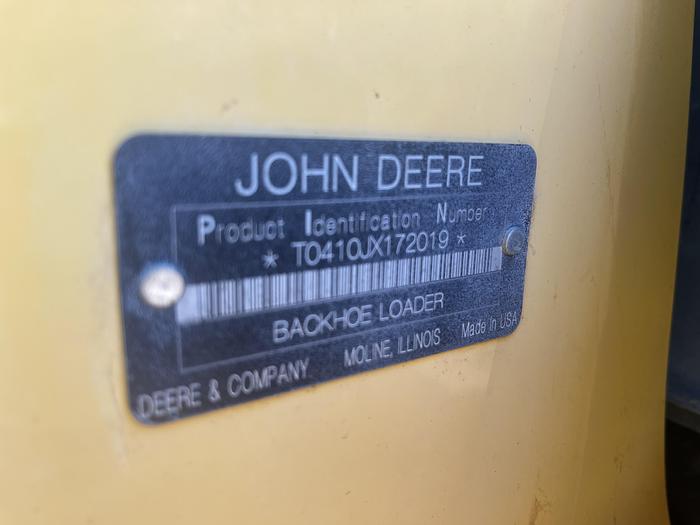 JOHN DEERE
Product Identification Number
* T0410JX172019 *
BACKHOE LOADER
DEERE & COMPANY MOLINE, ILLINOIS Made in USA